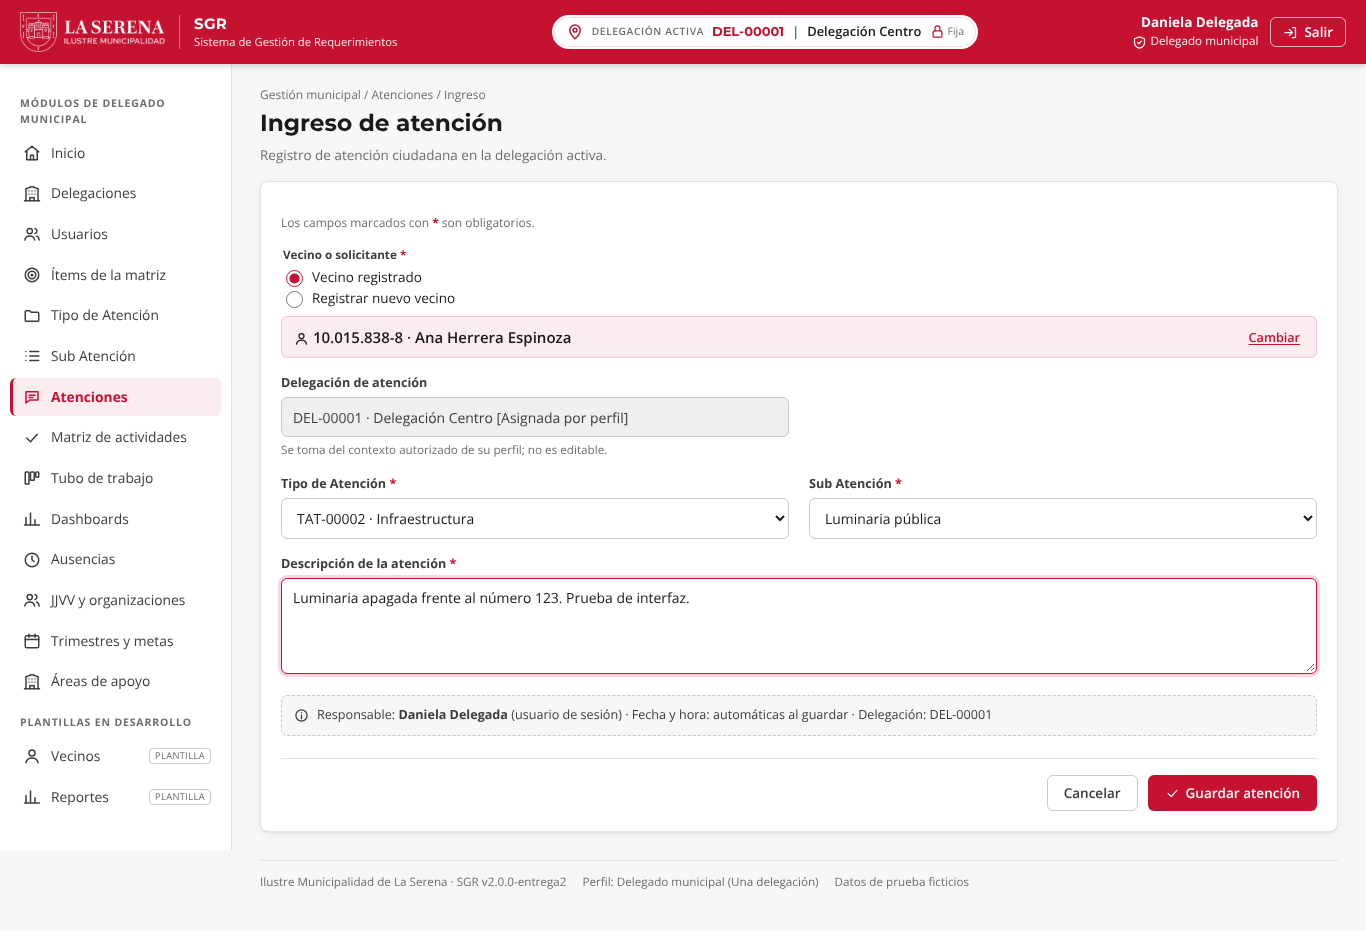 LA SERENA
ILUSTRE MUNICIPALIDAD
SGR
Sistema de Gestión de Requerimientos
DELEGACIÓN ACTIVA DEL-00001 | Delegación Centro Fija
Daniela Delegada
Delegado municipal
Salir
MÓDULOS DE DELEGADO
MUNICIPAL
Inicio
Delegaciones
Usuarios
Ítems de la matriz
Tipo de Atención
Sub Atención
Atenciones
Matriz de actividades
Tubo de trabajo
Dashboards
Ausencias
JJVV y organizaciones
Trimestres y metas
Áreas de apoyo
PLANTILLAS EN DESARROLLO
Vecinos PLANTILLA
Reportes PLANTILLA
Gestión municipal / Atenciones / Ingreso
Ingreso de atención
Registro de atención ciudadana en la delegación activa.
Los campos marcados con * son obligatorios.
Vecino o solicitante *
Vecino registrado
Registrar nuevo vecino
10.015.838-8 · Ana Herrera Espinoza Cambiar
Delegación de atención
DEL-00001 · Delegación Centro [Asignada por perfil]
Se toma del contexto autorizado de su perfil; no es editable.
Tipo de Atención * Sub Atención *
TAT-00002 · Infraestructura Luminaria pública
Descripción de la atención *
Luminaria apagada frente al número 123. Prueba de interfaz.
Responsable: Daniela Delegada (usuario de sesión) · Fecha y hora: automáticas al guardar · Delegación: DEL-00001
Cancelar Guardar atención
Ilustre Municipalidad de La Serena · SGR v2.0.0-entrega2 Perfil: Delegado municipal (Una delegación) Datos de prueba ficticios